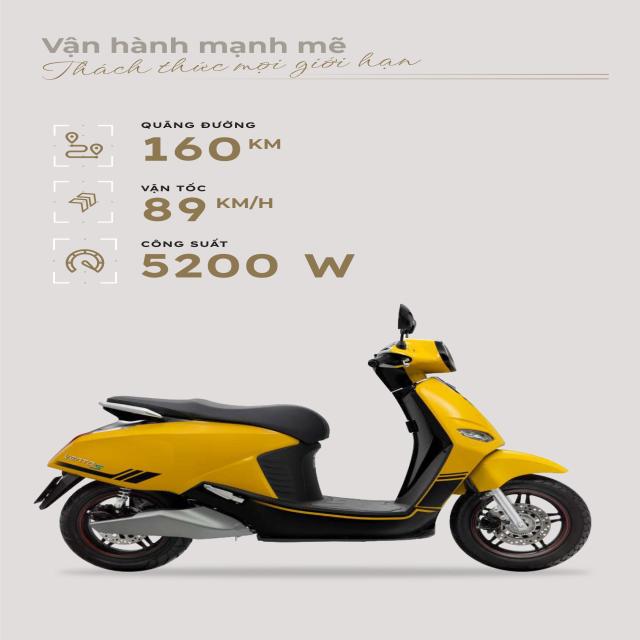 Vận hành mạnh mẽ
Thách thức mọi giới hạn
QUÃNG ĐƯỜNG
160 KM
VẬN TỐC
89 KM/H
CÔNG SUẤT
5200 W